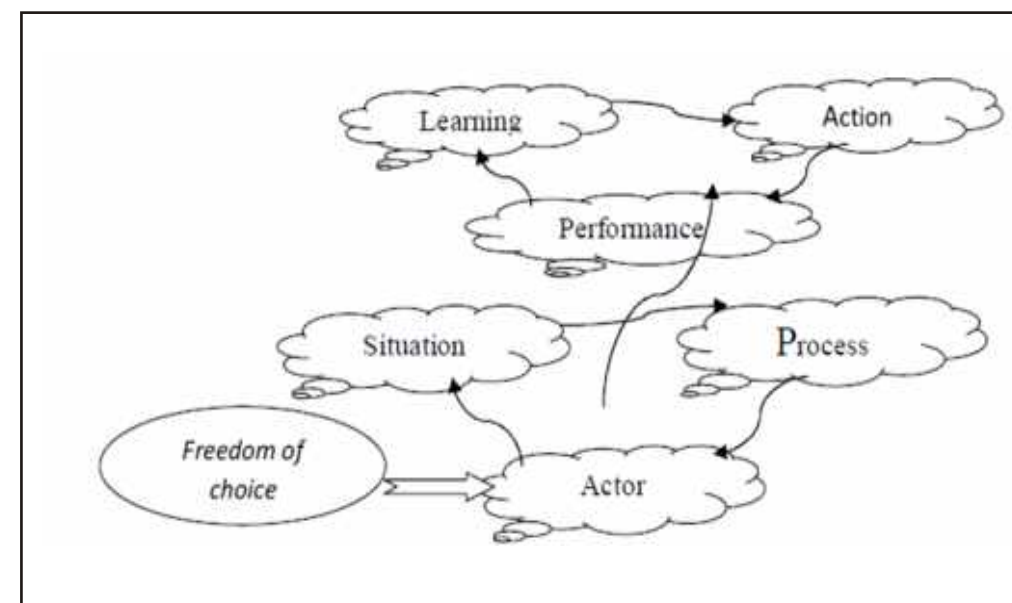 Learning
Action
Performance
Situation
Process
Freedom of
choice
Actor